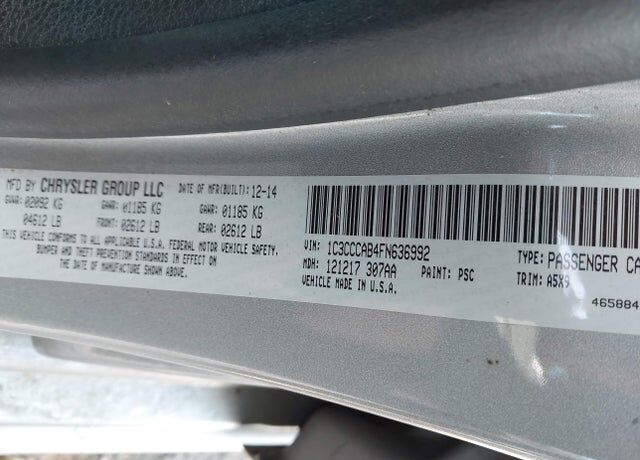 MFD BY CHRYSLER GROUP LLC DATE OF MFR(BUILT): 12-14
GVWR: 02092 KG GAWR: 01185 KG GAWR: 01185 KG
04612 LB FRONT: 02612 LB REAR: 02612 LB
THIS VEHICLE CONFORMS TO ALL APPLICABLE U.S.A. FEDERAL MOTOR VEHICLE SAFETY,
BUMPER AND THEFT PREVENTION STANDARDS IN EFFECT ON
THE DATE OF MANUFACTURE SHOWN ABOVE.
VIN: 1C3CCCAB4FN636992 TYPE: PASSENGER CA
MDH: 121217 307AA PAINT: PSC TRIM: A5X9
VEHICLE MADE IN U.S.A.
465884